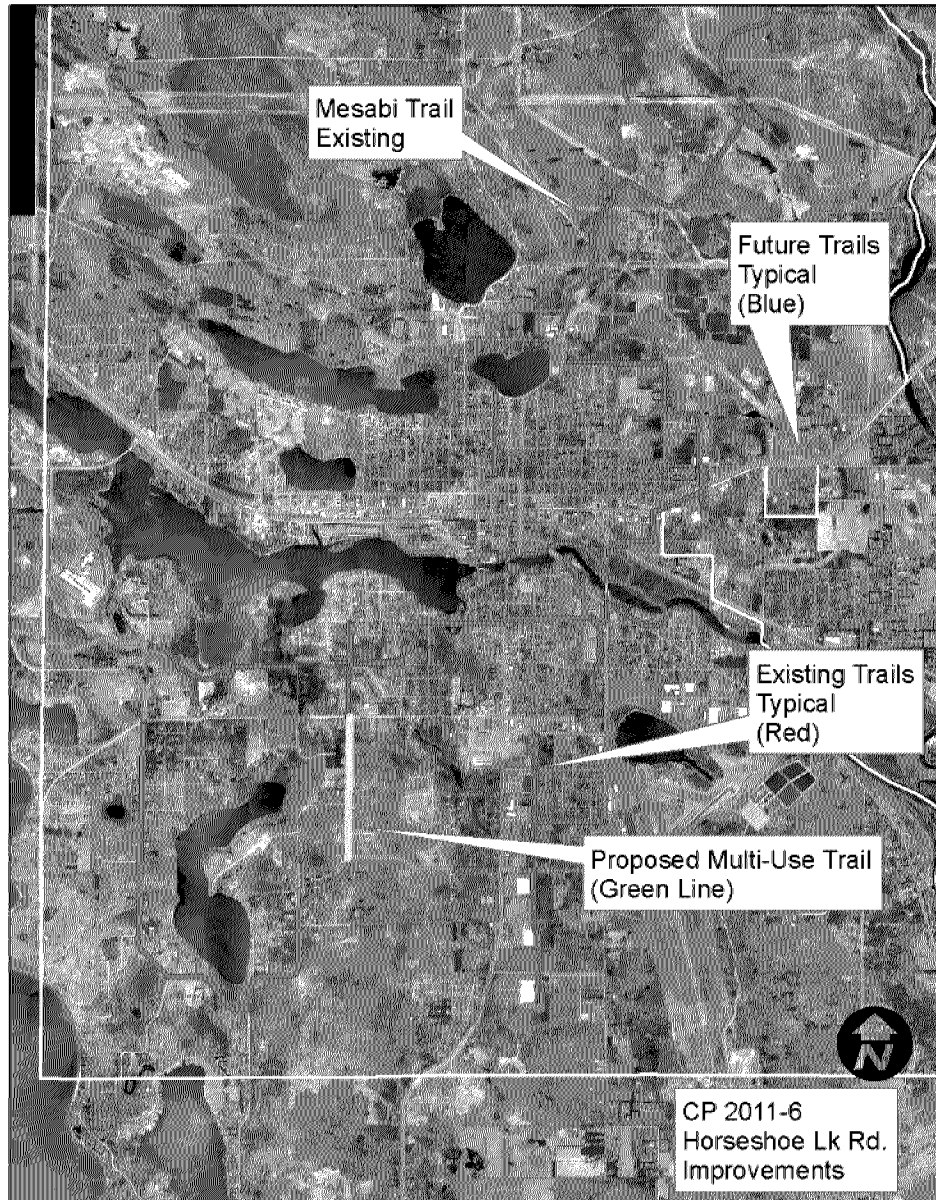 Mesabi Trail
Existing
Future Trails
Typical
(Blue)
Existing Trails
Typical
(Red)
Proposed Multi-Use Trail
(Green Line)
N
CP 2011-6
Horseshoe Lk Rd.
Improvements